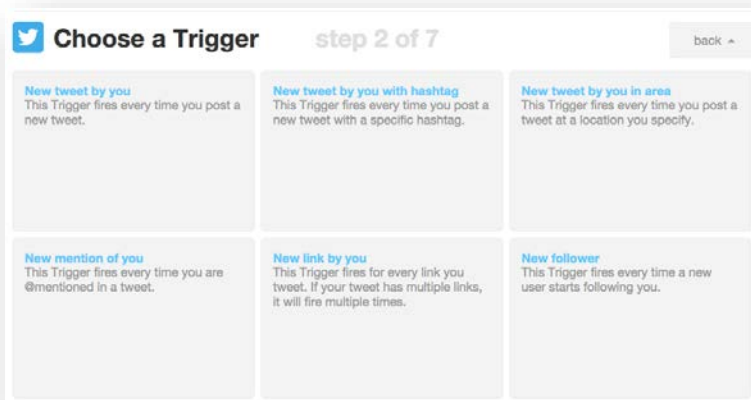 Choose a Trigger step 2 of 7 back
New tweet by you
This Trigger fires every time you post a
new tweet.
New tweet by you with hashtag
This Trigger fires every time you post a
new tweet with a specific hashtag.
New tweet by you in area
This Trigger fires every time you post a
tweet at a location you specify.
New mention of you
This Trigger fires every time you are
@mentioned in a tweet.
New link by you
This Trigger fires for every link you
tweet. If your tweet has multiple links,
it will fire multiple times.
New follower
This Trigger fires every time a new
user starts following you.